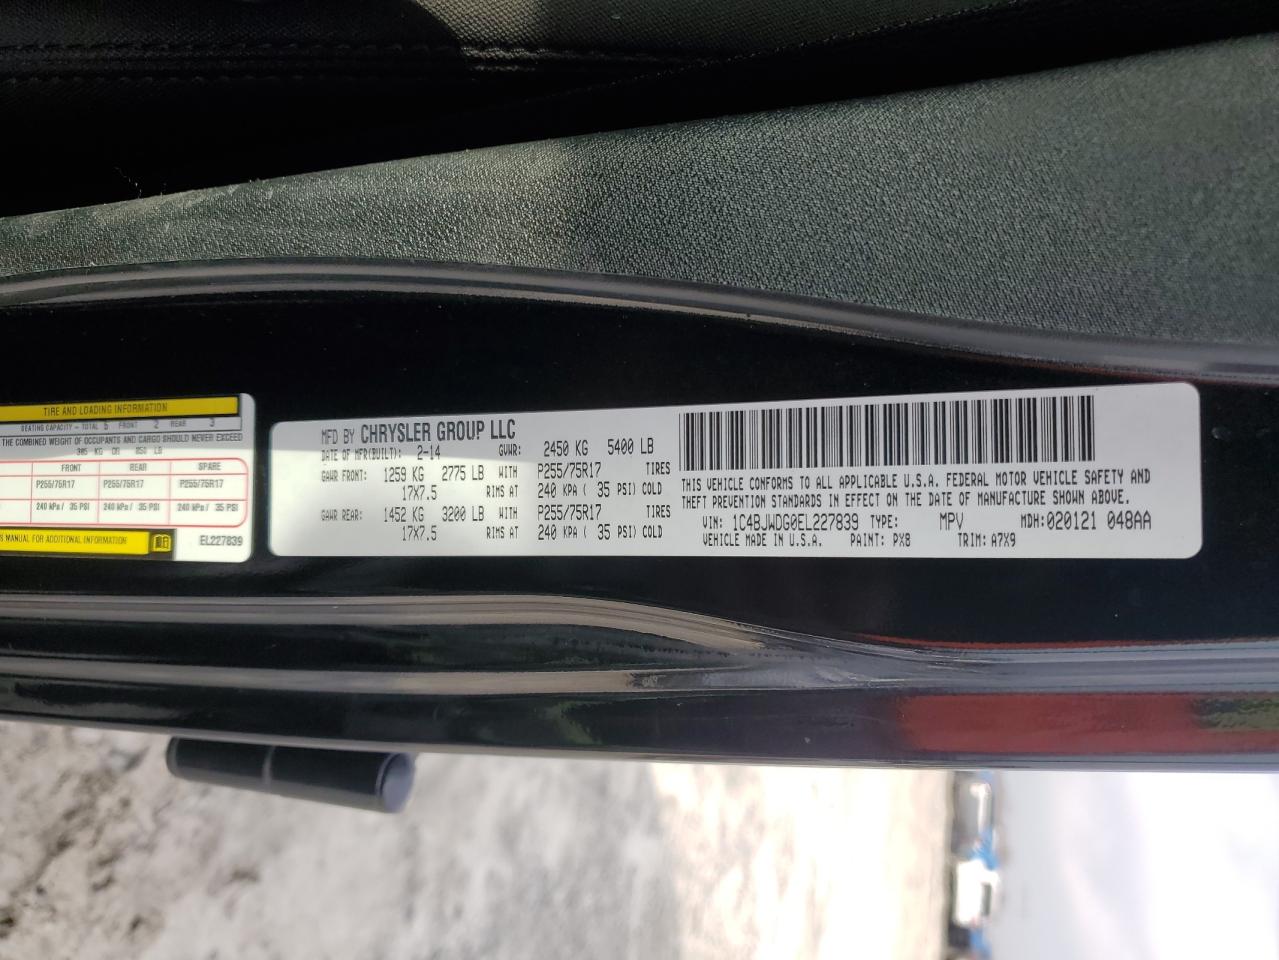 TIRE AND LOADING INFORMATION
SEATING CAPACITY - TOTAL 5 FRONT 2 REAR 3
THE COMBINED WEIGHT OF OCCUPANTS AND CARGO SHOULD NEVER EXCEED
385 KG OR 850 LB
FRONT REAR SPARE
P255/75R17 P255/75R17 P255/75R17
240 kPa / 35 PSI 240 kPa / 35 PSI 240 kPa / 35 PSI
MANUAL FOR ADDITIONAL INFORMATION
EL227839
MFD BY CHRYSLER GROUP LLC
DATE OF MFR(BUILT): 2-14 GVWR: 2450 KG 5400 LB
GAWR FRONT: 1259 KG 2775 LB WITH P255/75R17 TIRES
17X7.5 RIMS AT 240 KPA ( 35 PSI) COLD
GAWR REAR: 1452 KG 3200 LB WITH P255/75R17 TIRES
17X7.5 RIMS AT 240 KPA ( 35 PSI) COLD
THIS VEHICLE CONFORMS TO ALL APPLICABLE U.S.A. FEDERAL MOTOR VEHICLE SAFETY AND
THEFT PREVENTION STANDARDS IN EFFECT ON THE DATE OF MANUFACTURE SHOWN ABOVE.
VIN: 1C4BJWDG0EL227839 TYPE: MPV MDH:020121 048AA
VEHICLE MADE IN U.S.A. PAINT: PX8 TRIM: A7X9